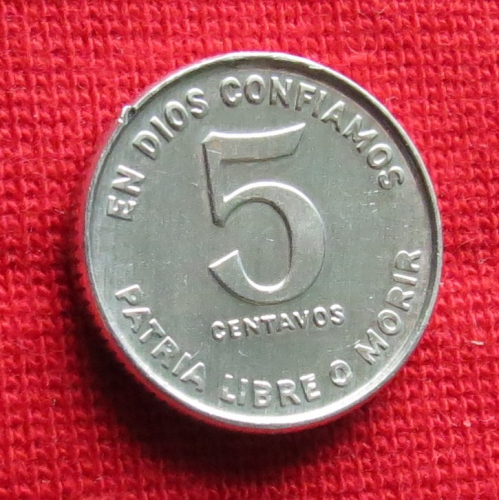 EN DIOS CONFIAMOS
5
CENTAVOS
PATRIA LIBRE O MORIR